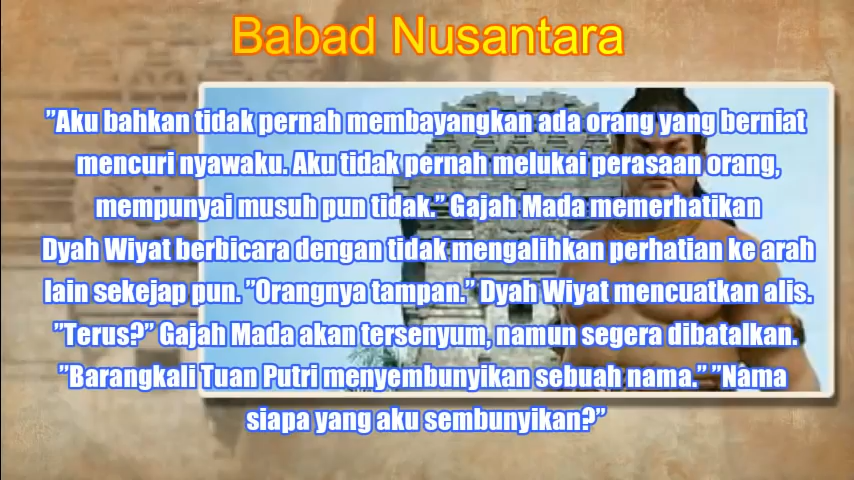 Babad Nusantara
”Aku bahkan tidak pernah membayangkan ada orang yang berniat
mencuri nyawaku. Aku tidak pernah melukai perasaan orang,
mempunyai musuh pun tidak.” Gajah Mada memerhatikan
Dyah Wiyat berbicara dengan tidak mengalihkan perhatian ke arah
lain sekejap pun. ”Orangnya tampan.” Dyah Wiyat mencuatkan alis.
”Terus?” Gajah Mada akan tersenyum, namun segera dibatalkan.
”Barangkali Tuan Putri menyembunyikan sebuah nama.” ”Nama
siapa yang aku sembunyikan?”